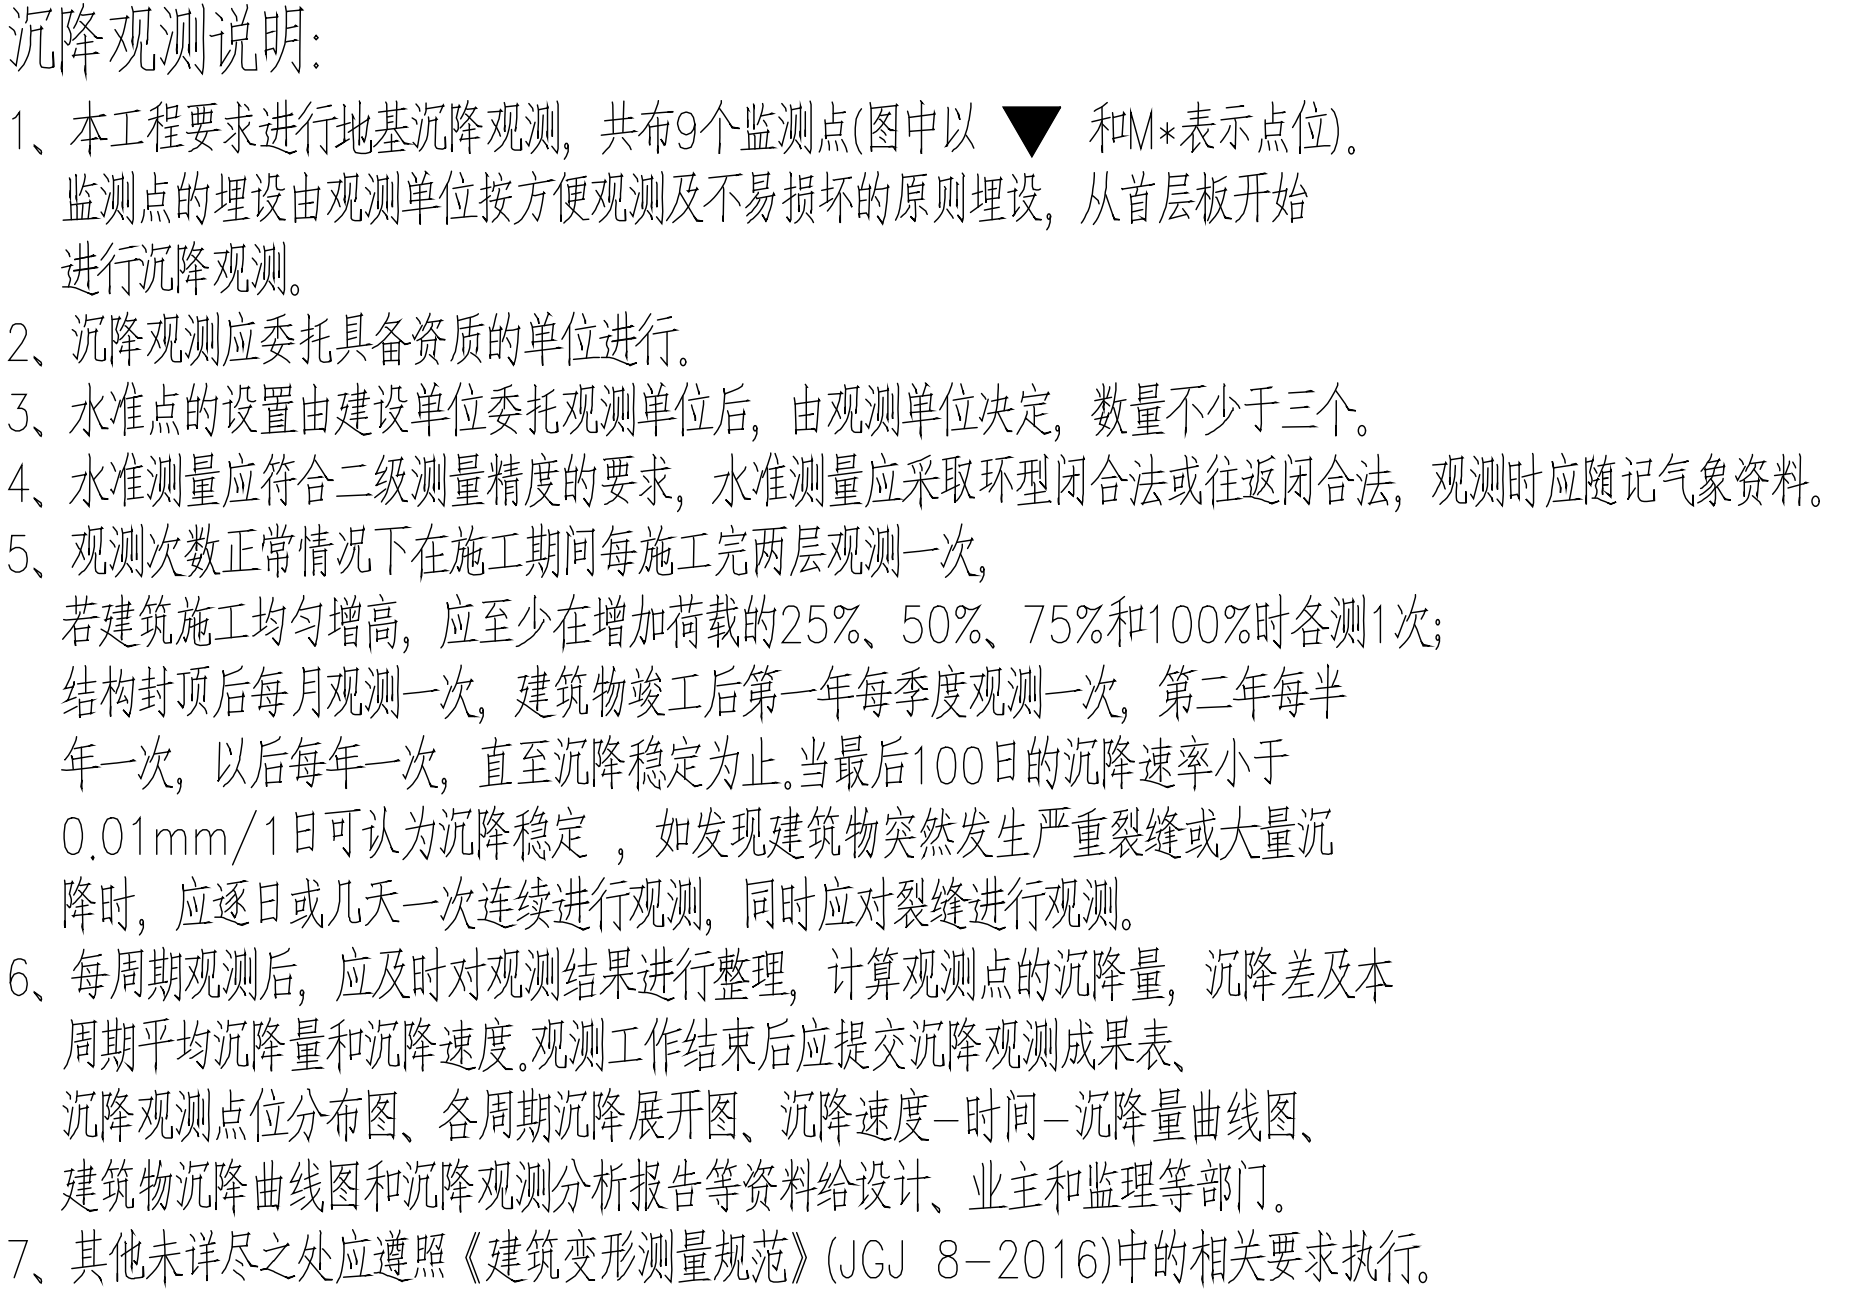 沉降观测说明:
1、本工程要求进行地基沉降观测，共布9个监测点(图中以 ▼ 和M*表示点位)。
监测点的埋设由观测单位按方便观测及不易损坏的原则埋设，从首层板开始
进行沉降观测。
2、沉降观测应委托具备资质的单位进行。
3、水准点的设置由建设单位委托观测单位后，由观测单位决定，数量不少于三个。
4、水准测量应符合二级测量精度的要求，水准测量应采取环型闭合法或往返闭合法，观测时应随记气象资料。
5、观测次数正常情况下在施工期间每施工完两层观测一次，
若建筑施工均匀增高，应至少在增加荷载的25%、50%、75%和100%时各测1次;
结构封顶后每月观测一次，建筑物竣工后第一年每季度观测一次，第二年每半
年一次，以后每年一次，直至沉降稳定为止。当最后100日的沉降速率小于
0.01mm/1日可认为沉降稳定 ，如发现建筑物突然发生严重裂缝或大量沉
降时，应逐日或几天一次连续进行观测，同时应对裂缝进行观测。
6、每周期观测后，应及时对观测结果进行整理，计算观测点的沉降量，沉降差及本
周期平均沉降量和沉降速度。观测工作结束后应提交沉降观测成果表、
沉降观测点位分布图、各周期沉降展开图、沉降速度-时间-沉降量曲线图、
建筑物沉降曲线图和沉降观测分析报告等资料给设计、业主和监理等部门。
7、其他未详尽之处应遵照《建筑变形测量规范》(JGJ 8-2016)中的相关要求执行。